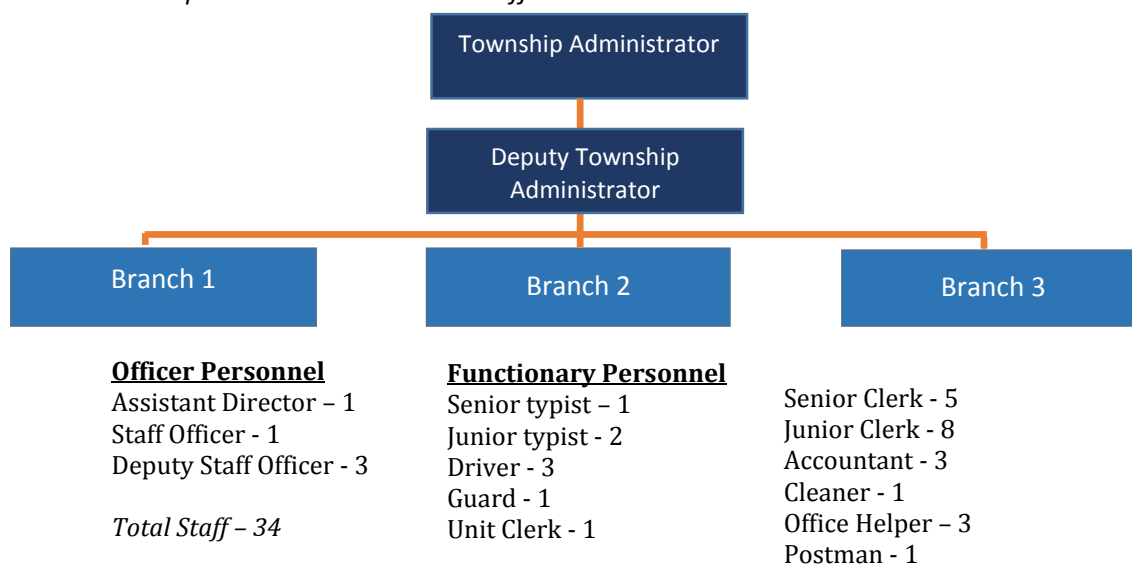 Township Administrator
Deputy Township
Administrator
Branch 1
Branch 2
Branch 3
Officer Personnel
Assistant Director – 1
Staff Officer - 1
Deputy Staff Officer - 3
Total Staff – 34
Functionary Personnel
Senior typist – 1
Junior typist - 2
Driver - 3
Guard - 1
Unit Clerk - 1
Senior Clerk - 5
Junior Clerk - 8
Accountant - 3
Cleaner - 1
Office Helper – 3
Postman - 1